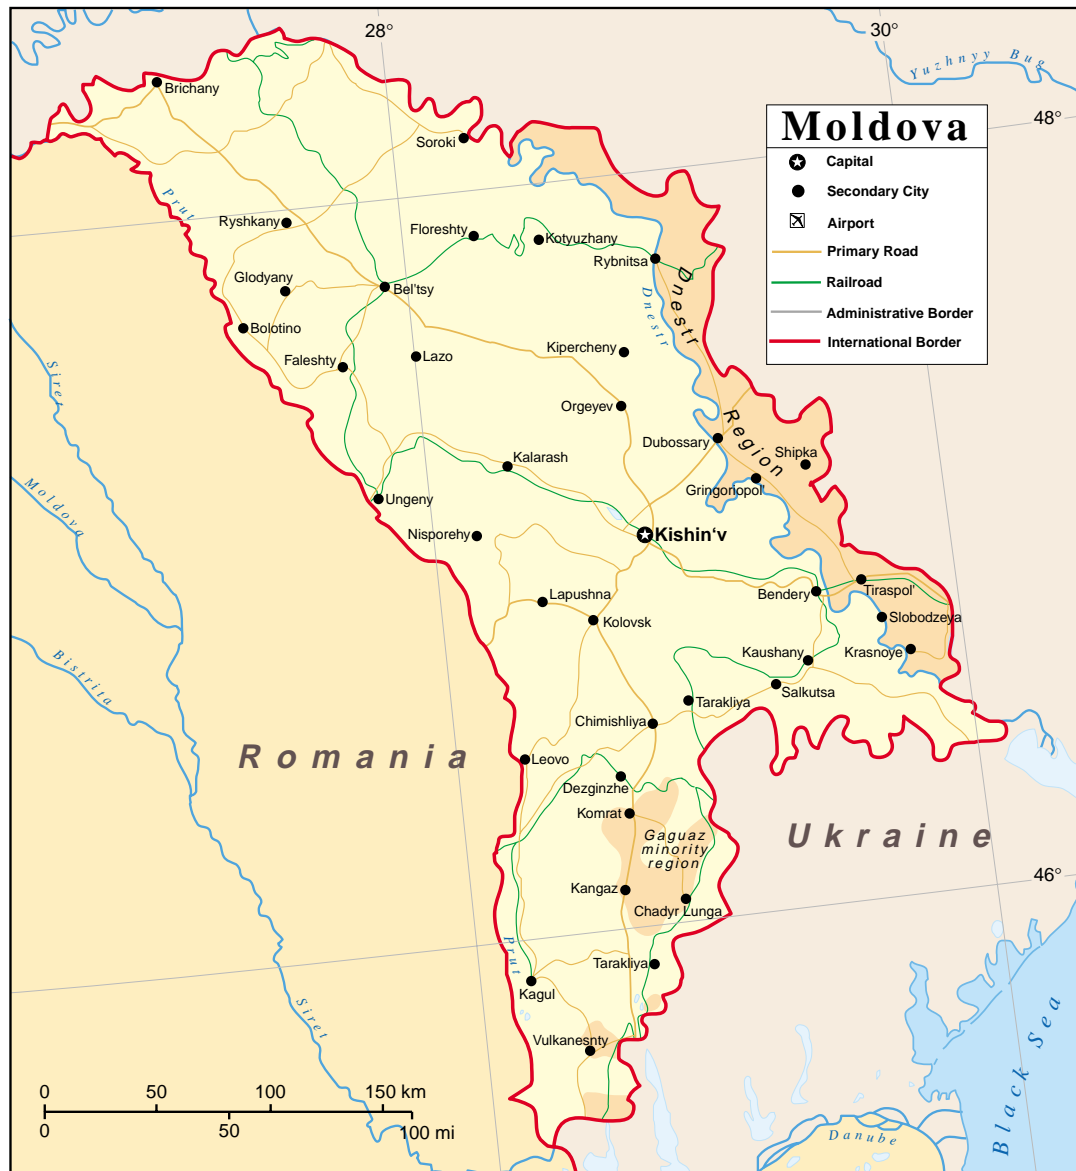 28°
30°
Yuzhnyy Bug
Brichany
Moldova
48°
Soroki
Capital
Secondary City
Prut
Ryshkany
Airport
Floreshty
Kotyuzhany
Primary Road
Rybnitsa
Glodyany
Dnestr
Railroad
Bel'tsy
Dnestr
Administrative Border
Bolotino
Kipercheny
International Border
Faleshty
Lazo
Siret
Orgeyev
Region
Dubossary
Shipka
Kalarash
Gringoriopol'
Moldova
Ungeny
Nisporehy
Kishin‘v
Bendery
Tiraspol'
Lapushna
Kolovsk
Slobodzeya
Kaushany
Krasnoye
Bistrita
Salkutsa
Tarakliya
Chimishliya
Romania
Leovo
Dezginzhe
Komrat
Ukraine
Gaguaz
minority
region
46°
Kangaz
Chadyr Lunga
Prut
Tarakliya
Kagul
Siret
Vulkanesnty
Black Sea
0 50 100 150 km
0 50 100 mi
Danube